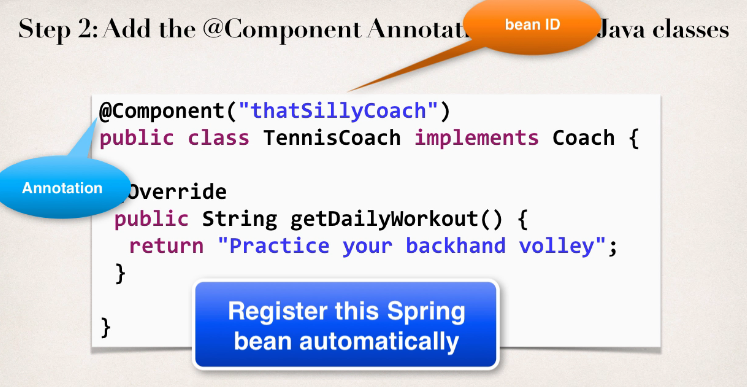 Step 2: Add the @Component Annotati Java classes
bean ID
@Component("thatSillyCoach")
public class TennisCoach implements Coach {
Annotation
Override
public String getDailyWorkout() {
return "Practice your backhand volley";
}
}
Register this Spring
bean automatically